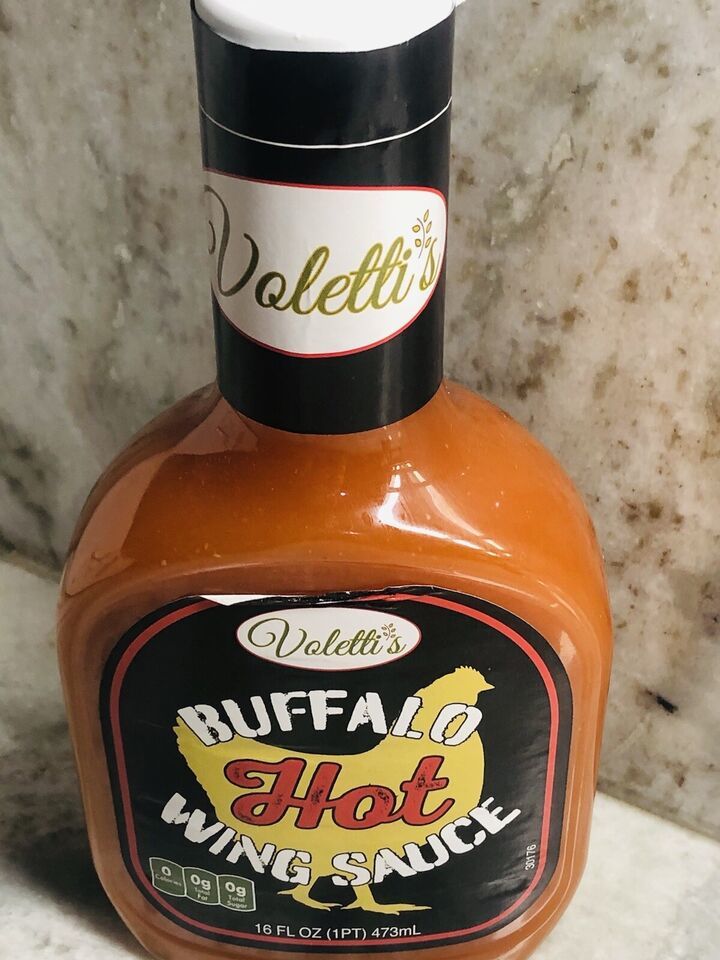 Voletti's
Voletti's
BUFFALO
Hot
WING SAUCE
0 Calories
0g Total Fat
0g Total Sugar
30176
16 FL OZ (1PT) 473mL